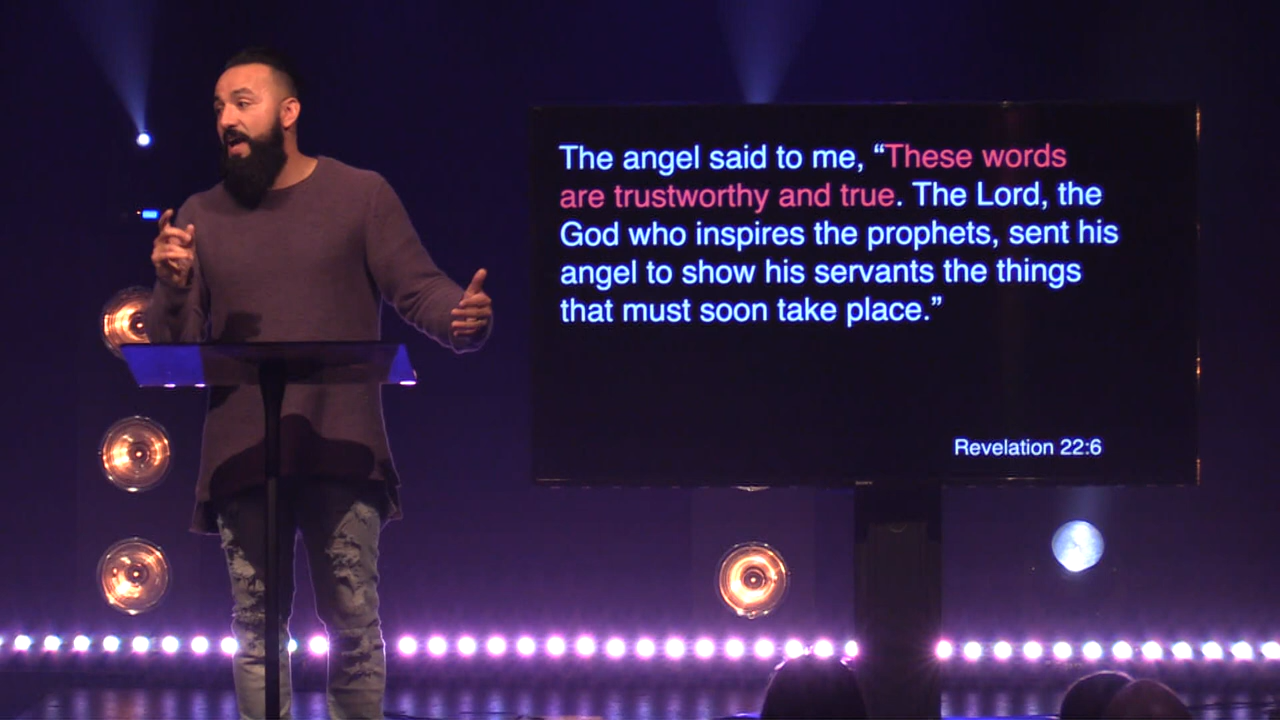 The angel said to me, “These words
are trustworthy and true. The Lord, the
God who inspires the prophets, sent his
angel to show his servants the things
that must soon take place.”
Revelation 22:6
SONY